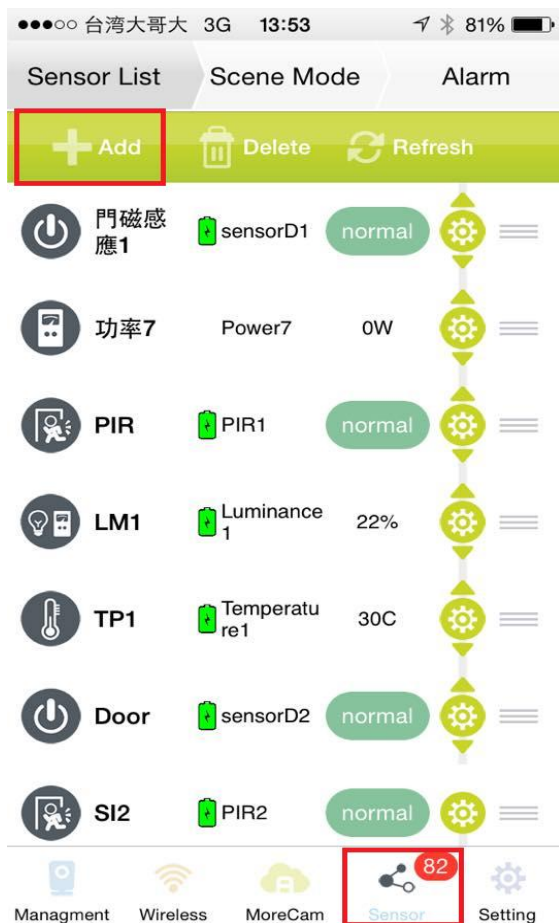 台湾大哥大 3G 13:53 81%
Sensor List Scene Mode Alarm
Add Delete Refresh
門磁感
應1 sensorD1 normal
功率7 Power7 0W
PIR PIR1 normal
LM1 Luminance
1 22%
TP1 Temperatu
re1 30C
Door sensorD2 normal
SI2 PIR2 normal
82
Managment Wireless MoreCam Sensor Setting